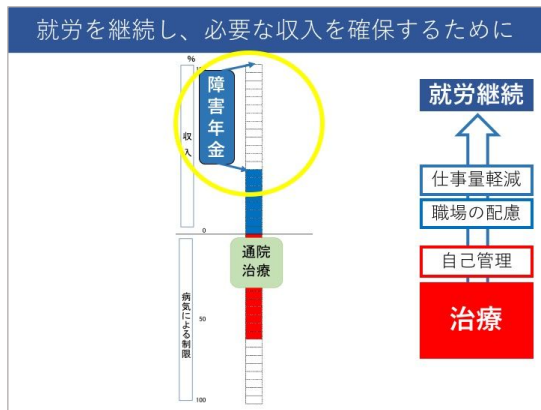 就労を継続し、必要な収入を確保するために
%
障害年金
収入
0
通院
治療
病気による制限
50
100
就労継続
仕事量軽減
職場の配慮
自己管理
治療